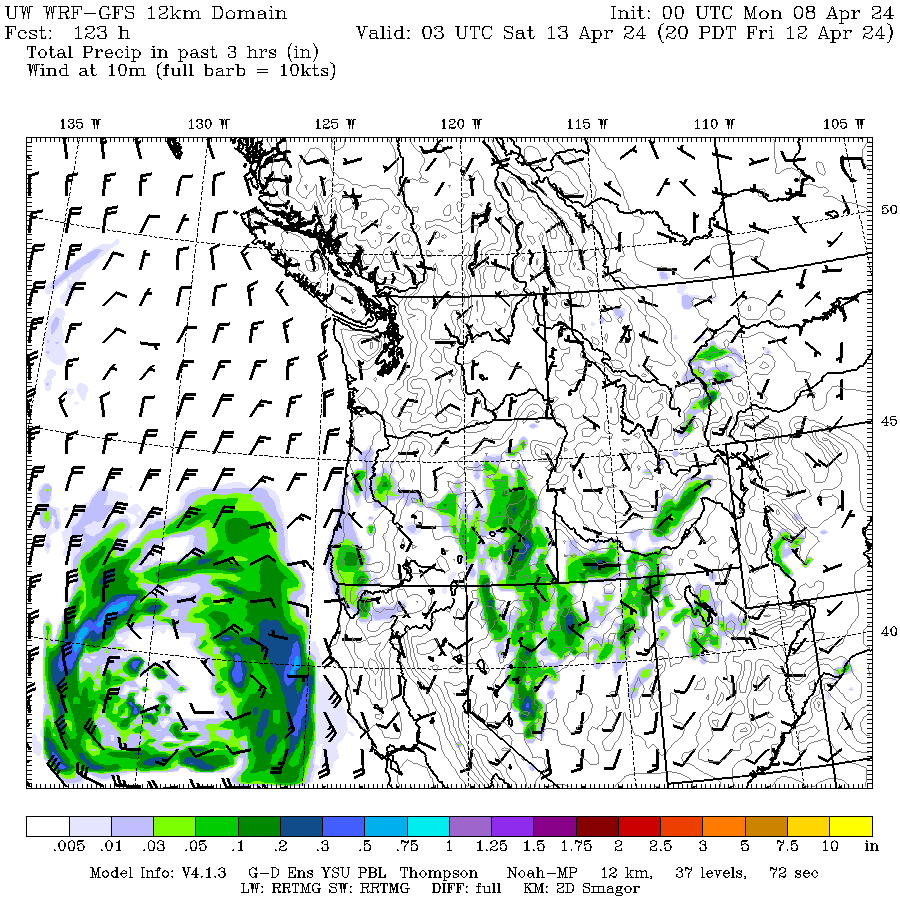 UW WRF-GFS 12km Domain Init: 00 UTC Mon 08 Apr 24
Fcst: 123 h Valid: 03 UTC Sat 13 Apr 24 (20 PDT Fri 12 Apr 24)
Total Precip in past 3 hrs (in)
Wind at 10m (full barb = 10kts)
135 W 130 W 125 W 120 W 115 W 110 W 105 W
50
45
40
.005 .01 .03 .05 .1 .2 .3 .5 .75 1 1.25 1.5 1.75 2 2.5 3 5 7.5 10 in
Model Info: V4.1.3 G-D Ens YSU PBL Thompson Noah-MP 12 km, 37 levels, 72 sec
LW: RRTMG SW: RRTMG DIFF: full KM: 2D Smagor